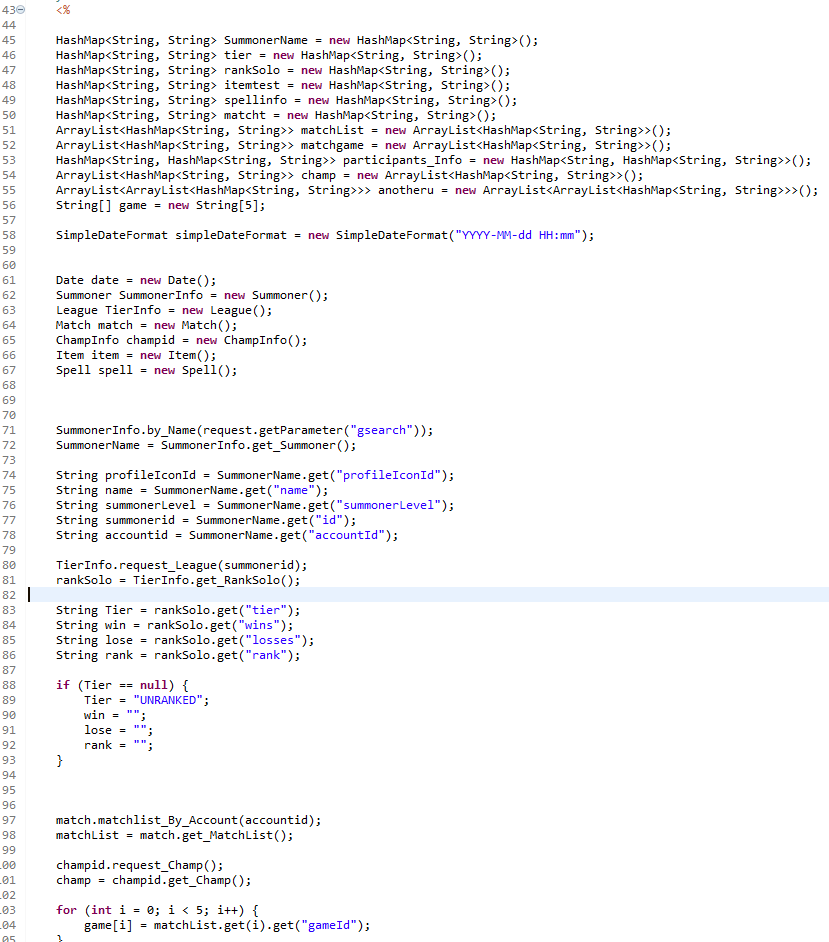 43 <%
44
45 HashMap<String, String> SummonerName = new HashMap<String, String>();
46 HashMap<String, String> tier = new HashMap<String, String>();
47 HashMap<String, String> rankSolo = new HashMap<String, String>();
48 HashMap<String, String> itemtest = new HashMap<String, String>();
49 HashMap<String, String> spellinfo = new HashMap<String, String>();
50 HashMap<String, String> matcht = new HashMap<String, String>();
51 ArrayList<HashMap<String, String>> matchList = new ArrayList<HashMap<String, String>>();
52 ArrayList<HashMap<String, String>> matchgame = new ArrayList<HashMap<String, String>>();
53 HashMap<String, HashMap<String, String>> participants_Info = new HashMap<String, HashMap<String, String>>();
54 ArrayList<HashMap<String, String>> champ = new ArrayList<HashMap<String, String>>();
55 ArrayList<ArrayList<HashMap<String, String>>> anotheru = new ArrayList<ArrayList<HashMap<String, String>>>();
56 String[] game = new String[5];
57
58 SimpleDateFormat simpleDateFormat = new SimpleDateFormat("YYYY-MM-dd HH:mm");
59
60
61 Date date = new Date();
62 Summoner SummonerInfo = new Summoner();
63 League TierInfo = new League();
64 Match match = new Match();
65 ChampInfo champid = new ChampInfo();
66 Item item = new Item();
67 Spell spell = new Spell();
68
69
70
71 SummonerInfo.by_Name(request.getParameter("gsearch"));
72 SummonerName = SummonerInfo.get_Summoner();
73
74 String profileIconId = SummonerName.get("profileIconId");
75 String name = SummonerName.get("name");
76 String summonerLevel = SummonerName.get("summonerLevel");
77 String summonerid = SummonerName.get("id");
78 String accountid = SummonerName.get("accountId");
79
80 TierInfo.request_League(summonerid);
81 rankSolo = TierInfo.get_RankSolo();
82
83 String Tier = rankSolo.get("tier");
84 String win = rankSolo.get("wins");
85 String lose = rankSolo.get("losses");
86 String rank = rankSolo.get("rank");
87
88 if (Tier == null) {
89 Tier = "UNRANKED";
90 win = "";
91 lose = "";
92 rank = "";
93 }
94
95
96
97 match.matchlist_By_Account(accountid);
98 matchList = match.get_MatchList();
99
00 champid.request_Champ();
01 champ = champid.get_Champ();
02
03 for (int i = 0; i < 5; i++) {
04 game[i] = matchList.get(i).get("gameId");
05 }